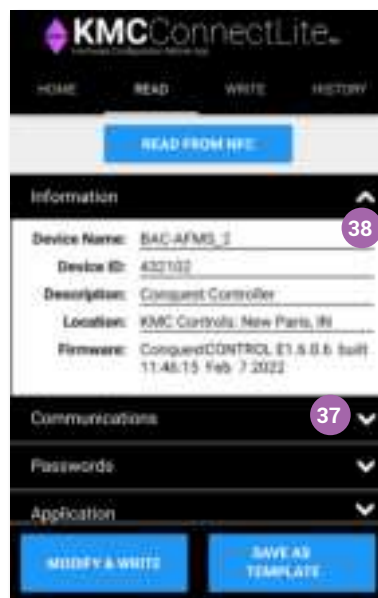 KMCConnectLite
HOME READ WRITE HISTORY
READ FROM NFC
Information
38
Device Name: BAC-AFMS_2
Device ID: 432102
Description: Conquest Controller
Location: KMC Controls, New Paris, IN
Firmware: ConquestCONTROL E1.6.0.6 built
11:46:15 Feb 7 2022
Communications 37
Passwords
Application
MODIFY & WRITE
SAVE AS
TEMPLATE